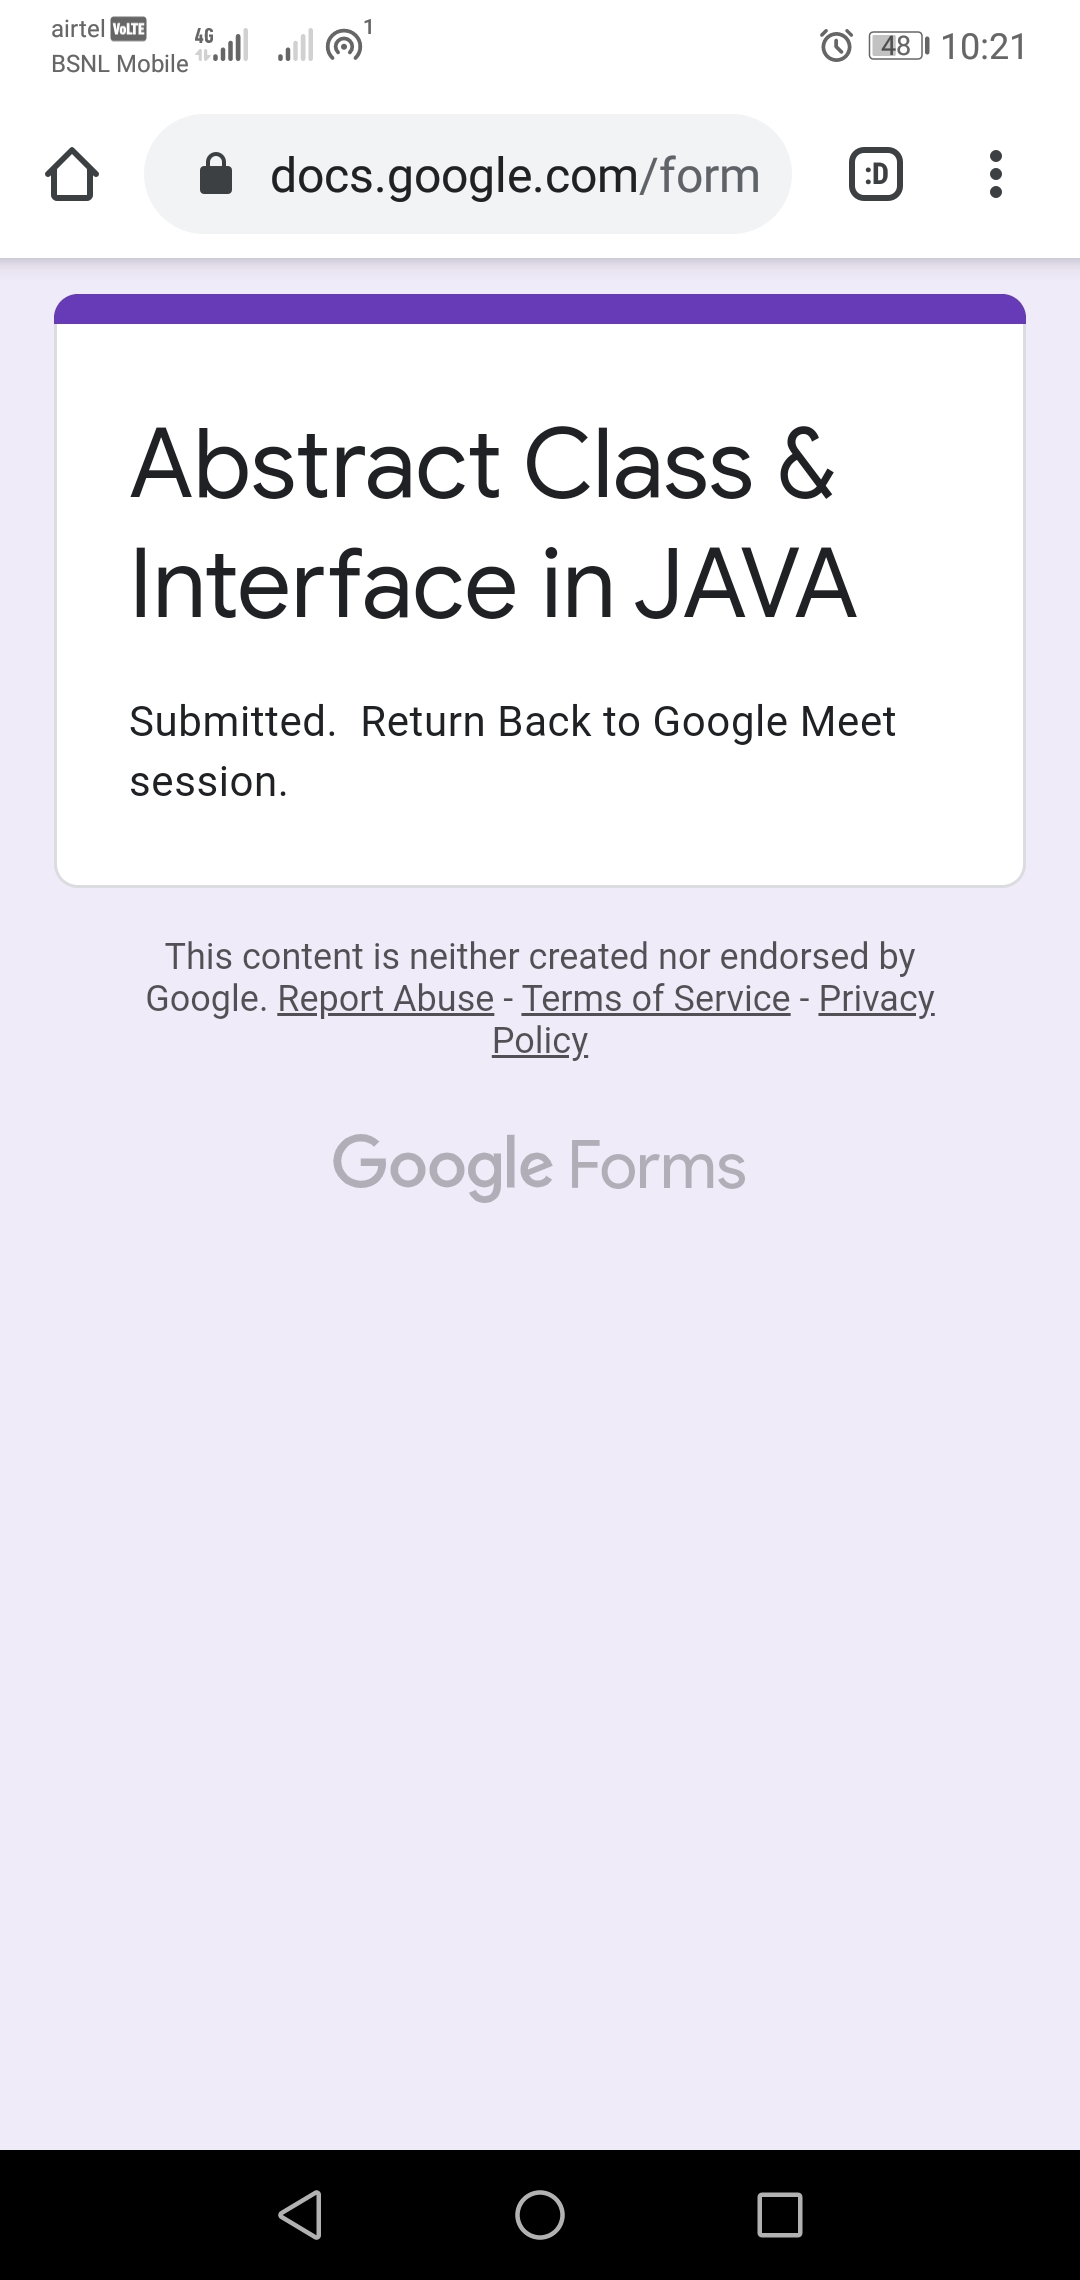 airtel VoLTE
BSNL Mobile
4G
1
48 10:21
docs.google.com/form
:D
Abstract Class &
Interface in JAVA
Submitted.  Return Back to Google Meet
session.
This content is neither created nor endorsed by
Google. Report Abuse - Terms of Service - Privacy
Policy
Google Forms